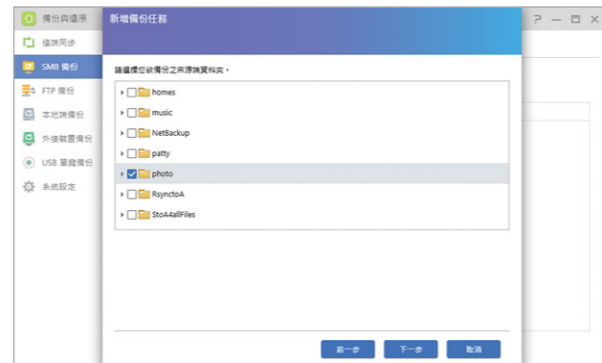 備份與還原
遠端同步
SMB 備份
FTP 備份
本地端備份
外接裝置備份
USB 單鍵備份
系統設定
新增備份任務
請選擇您欲備份之來源端資料夾。
homes
music
NetBackup
patty
photo
RsynctoA
StoA4allFiles
前一步
下一步
取消